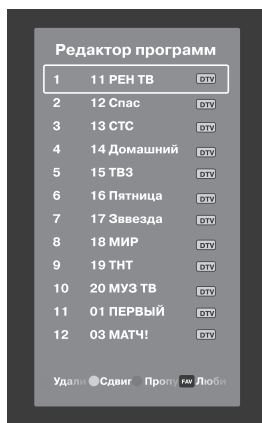 Редактор программ
1 11 РЕН ТВ DTV
2 12 Спас DTV
3 13 СТС DTV
4 14 Домашний DTV
5 15 ТВ3 DTV
6 16 Пятница DTV
7 17 Зввезда DTV
8 18 МИР DTV
9 19 ТНТ DTV
10 20 МУЗ ТВ DTV
11 01 ПЕРВЫЙ DTV
12 03 МАТЧ! DTV
Удали Сдвиг Пропу FAV Люби